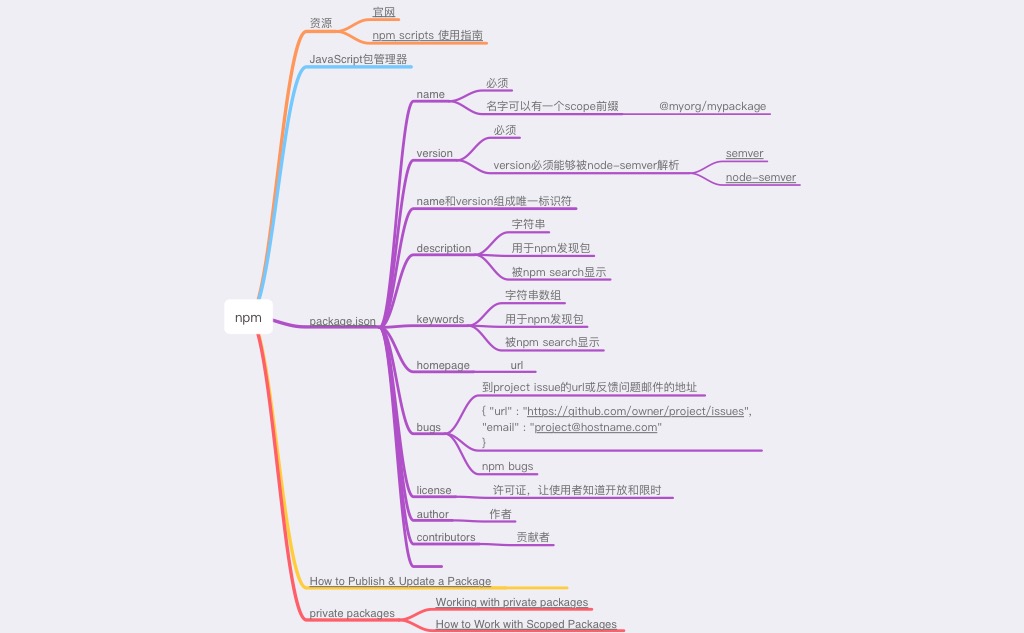 资源
官网
npm scripts 使用指南
JavaScript包管理器
name
必须
名字可以有一个scope前缀
@myorg/mypackage
version
必须
version必须能够被node-semver解析
semver
node-semver
name和version组成唯一标识符
description
字符串
用于npm发现包
被npm search显示
npm
package.json
keywords
字符串数组
用于npm发现包
被npm search显示
homepage
url
bugs
到project issue的url或反馈问题邮件的地址
{ "url" : "https://github.com/owner/project/issues",
"email" : "project@hostname.com"
}
npm bugs
license
许可证，让使用者知道开放和限时
author
作者
contributors
贡献者
How to Publish & Update a Package
private packages
Working with private packages
How to Work with Scoped Packages